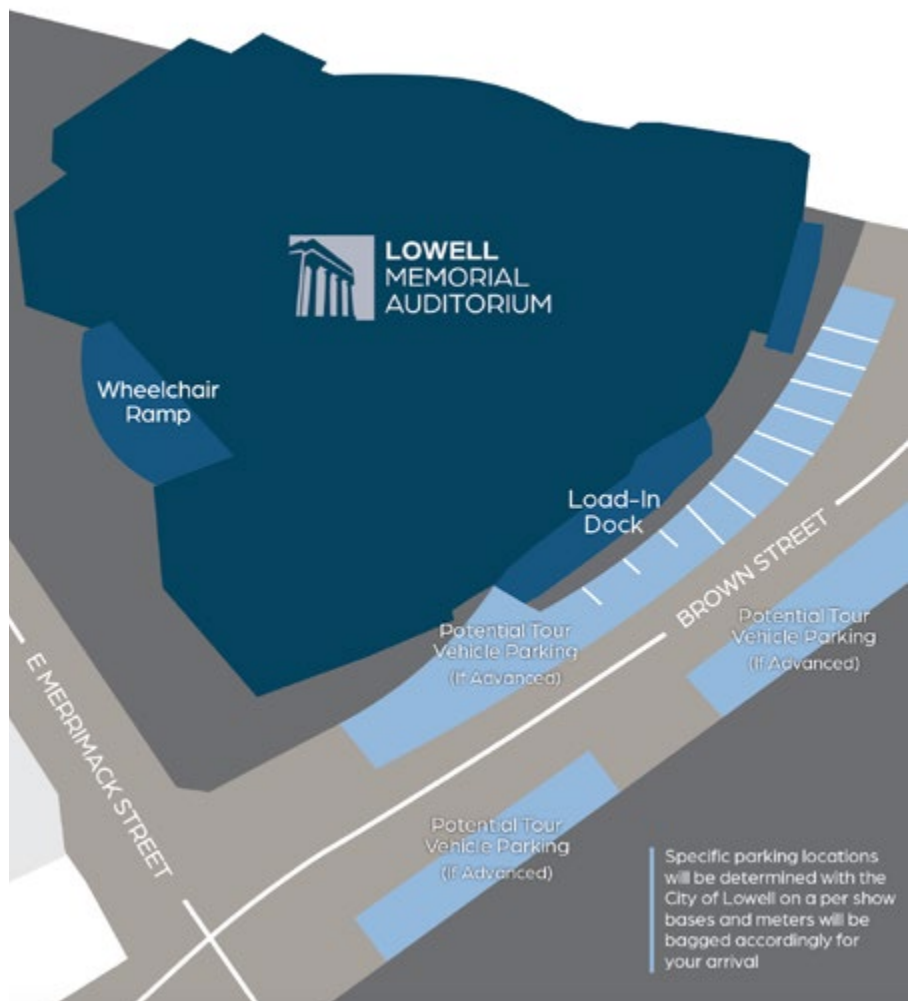 LOWELL
MEMORIAL
AUDITORIUM
Wheelchair
Ramp
Load-In
Dock
BROWN STREET
Potential Tour
Vehicle Parking
(If Advanced)
Potential Tour
Vehicle Parking
(If Advanced)
E MERRIMACK STREET
Potential Tour
Vehicle Parking
(If Advanced)
Specific parking locations
will be determined with the
City of Lowell on a per show
bases and meters will be
bagged accordingly for
your arrival